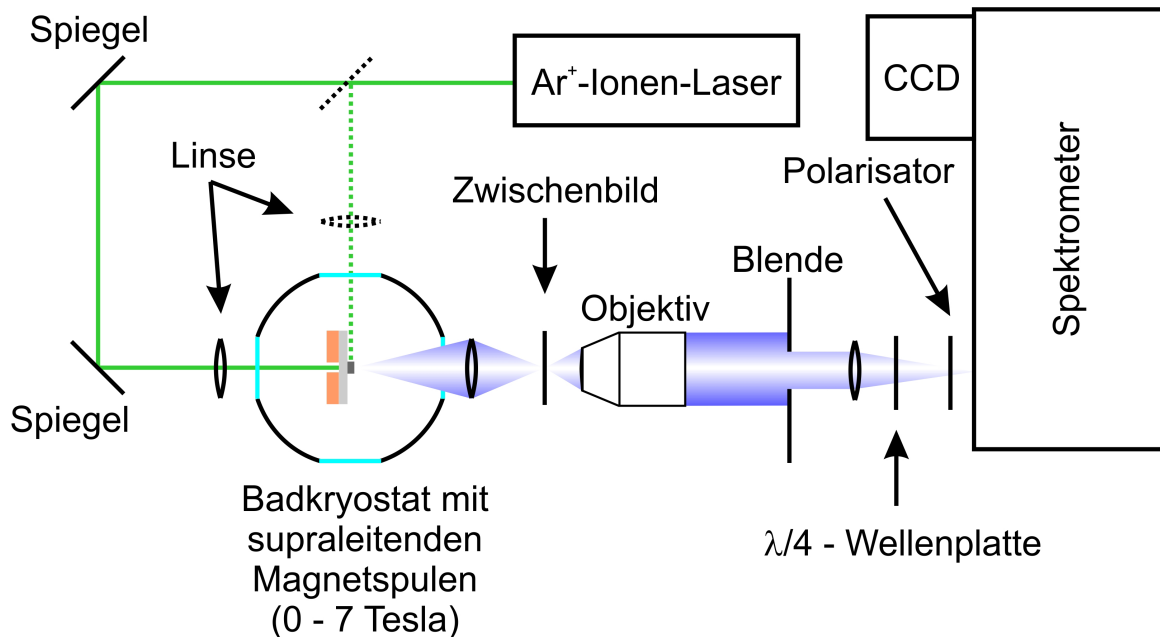 Spiegel
Ar⁺-Ionen-Laser
CCD
Linse
Zwischenbild
Polarisator
Spektrometer
Blende
Objektiv
Spiegel
Badkryostat mit
supraleitenden
Magnetspulen
(0 - 7 Tesla)
λ/4 - Wellenplatte